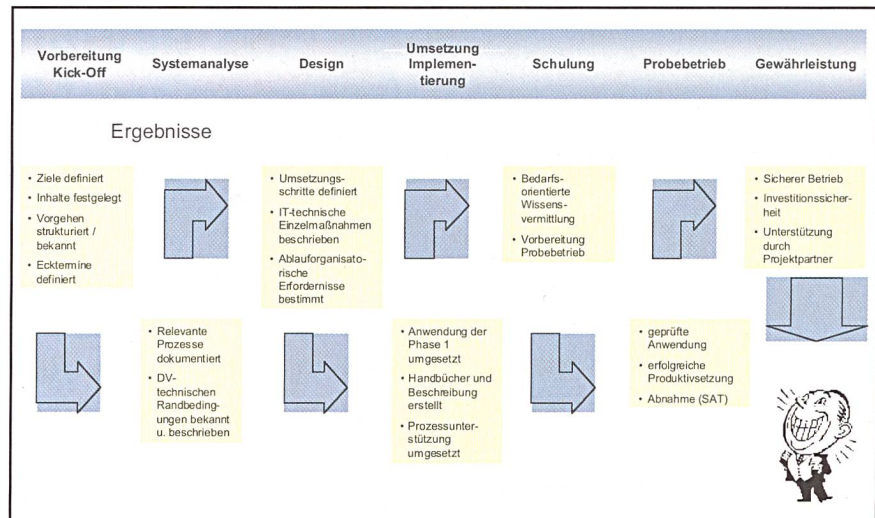 Vorbereitung
Kick-Off
Systemanalyse
Design
Umsetzung
Implemen-
tierung
Schulung
Probebetrieb
Gewährleistung
Ergebnisse
• Ziele definiert
• Inhalte festgelegt
• Vorgehen
strukturiert /
bekannt
• Ecktermine
definiert
• Umsetzungs-
schritte definiert
• IT-technische
Einzelmaßnahmen
beschrieben
• Ablauforganisato-
rische
Erfordernisse
bestimmt
• Bedarfs-
orientierte
Wissens-
vermittlung
• Vorbereitung
Probebetrieb
• Sicherer Betrieb
• Investitionssicher-
heit
• Unterstützung
durch
Projektpartner
• Relevante
Prozesse
dokumentiert
• DV-
technischen
Randbeding-
ungen bekannt
u. beschrieben
• Anwendung der
Phase 1
umgesetzt
• Handbücher und
Beschreibung
erstellt
• Prozessunter-
stützung
umgesetzt
• geprüfte
Anwendung
• erfolgreiche
Produktivsetzung
• Abnahme (SAT)